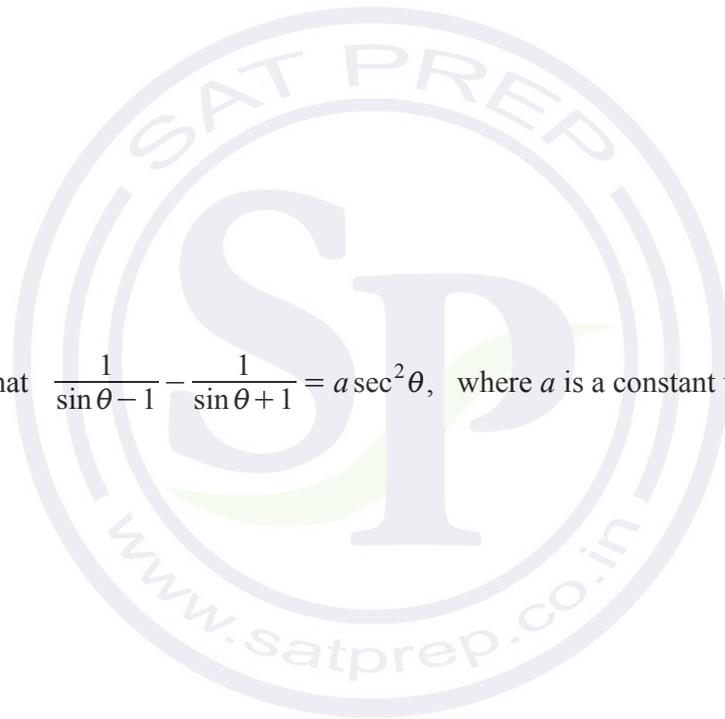 SAT PREP
SP
hat 1/(sin θ − 1) − 1/(sin θ + 1) = a sec²θ, where a is a constant
www.satprep.co.in